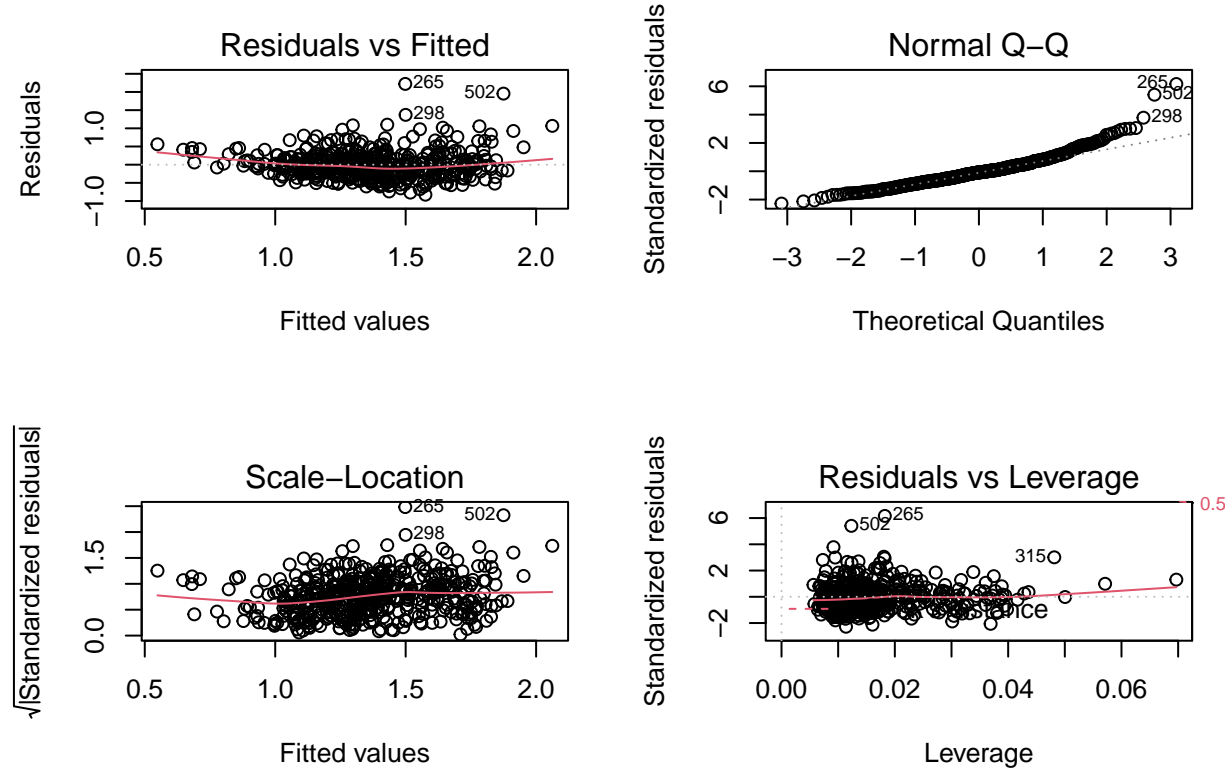 Residuals vs Fitted
Residuals
−1.0 1.0
265
502
298
0.5 1.0 1.5 2.0
Fitted values
Normal Q−Q
Standardized residuals
−2 2 6
265
502
298
−3 −2 −1 0 1 2 3
Theoretical Quantiles
Scale−Location
√|Standardized residuals|
0.0 1.5
265
502
298
0.5 1.0 1.5 2.0
Fitted values
Residuals vs Leverage
Standardized residuals
−2 2 6
265
502
315
0.5
0.00 0.02 0.04 0.06
Leverage